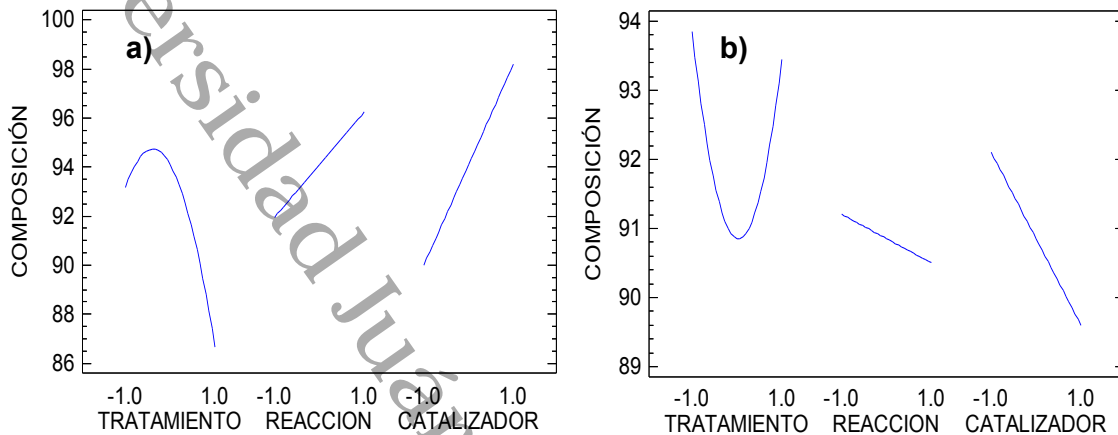 a)
COMPOSICIÓN
100
98
96
94
92
90
88
86
-1.0 1.0 -1.0 1.0 -1.0 1.0
TRATAMIENTO REACCION CATALIZADOR
b)
COMPOSICIÓN
94
93
92
91
90
89
-1.0 1.0 -1.0 1.0 -1.0 1.0
TRATAMIENTO REACCION CATALIZADOR
ersidad Juár